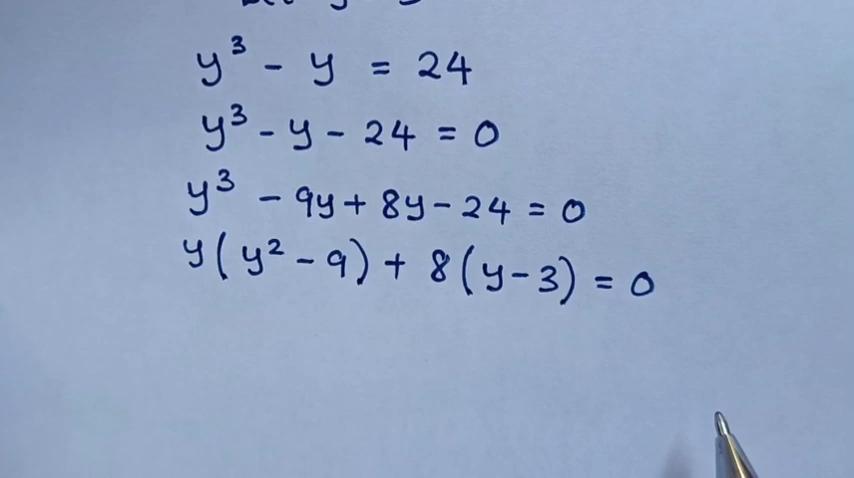 y³ - y = 24
y³ - y - 24 = 0
y³ - 9y + 8y - 24 = 0
y(y² - 9) + 8(y - 3) = 0